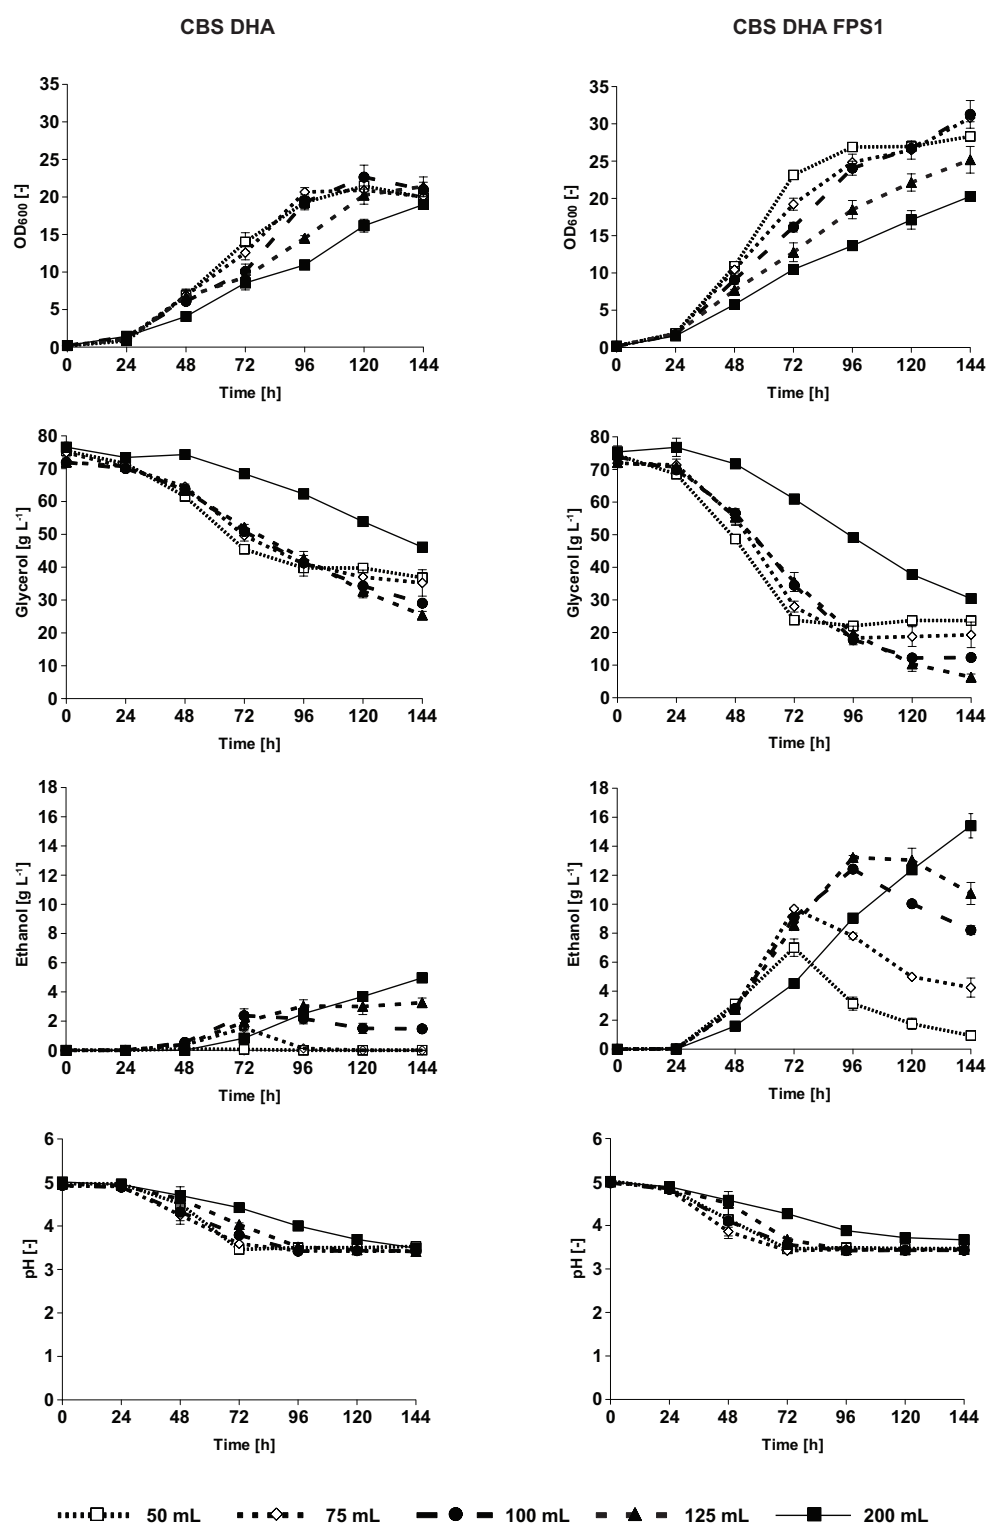 CBS DHA
CBS DHA FPS1
35
30
25
20
15
10
5
0
OD600 [-]
0 24 48 72 96 120 144
Time [h]
35
30
25
20
15
10
5
0
OD600 [-]
0 24 48 72 96 120 144
Time [h]
80
70
60
50
40
30
20
10
0
Glycerol [g L-1]
0 24 48 72 96 120 144
Time [h]
80
70
60
50
40
30
20
10
0
Glycerol [g L-1]
0 24 48 72 96 120 144
Time [h]
18
16
14
12
10
8
6
4
2
0
Ethanol [g L-1]
0 24 48 72 96 120 144
Time [h]
18
16
14
12
10
8
6
4
2
0
Ethanol [g L-1]
0 24 48 72 96 120 144
Time [h]
6
5
4
3
2
1
0
pH [-]
0 24 48 72 96 120 144
Time [h]
6
5
4
3
2
1
0
pH [-]
0 24 48 72 96 120 144
Time [h]
50 mL 75 mL 100 mL 125 mL 200 mL